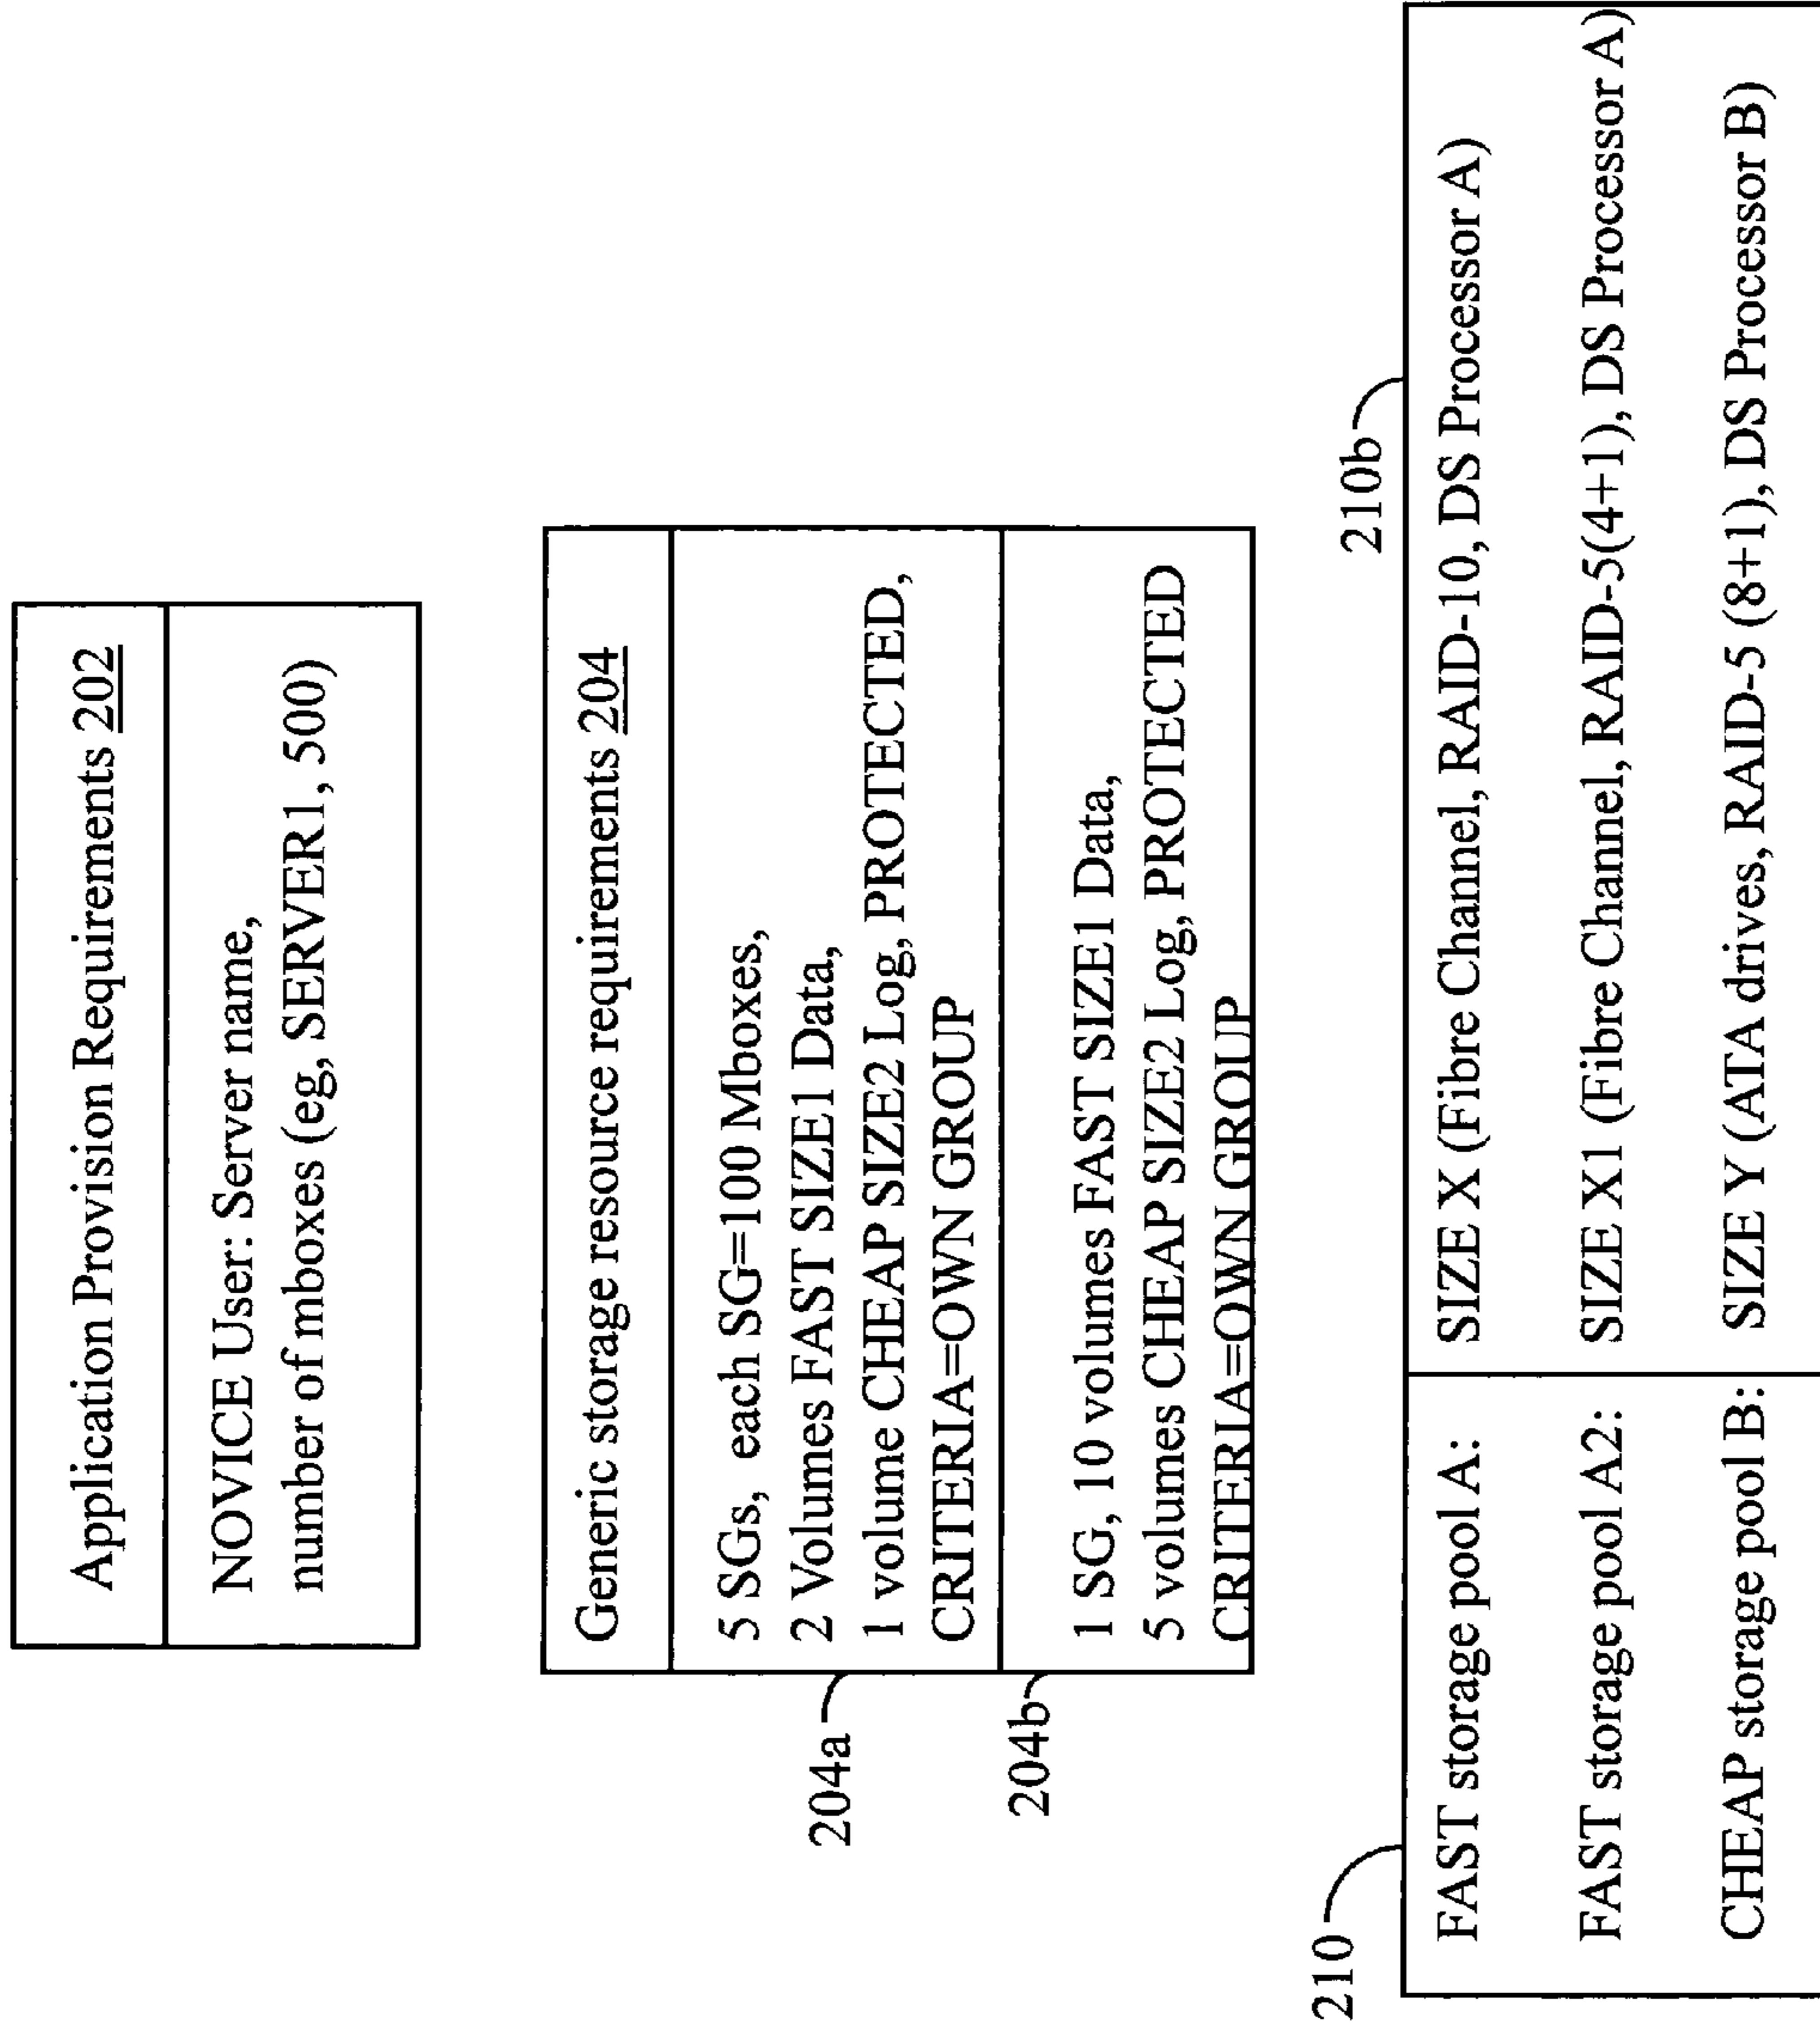 Application Provision Requirements 202
NOVICE User: Server name,
number of mboxes (eg, SERVER1, 500)
Generic storage resource requirements 204
204a
5 SGs, each SG=100 Mboxes,
2 Volumes FAST SIZE1 Data,
1 volume CHEAP SIZE2 Log, PROTECTED,
CRITERIA=OWN GROUP
204b
1 SG, 10 volumes FAST SIZE1 Data,
5 volumes CHEAP SIZE2 Log, PROTECTED
CRITERIA=OWN GROUP
210
210b
FAST storage pool A: SIZE X (Fibre Channel, RAID-10, DS Processor A)
FAST storage pool A2: SIZE X1 (Fibre Channel, RAID-5(4+1), DS Processor A)
CHEAP storage pool B: SIZE Y (ATA drives, RAID-5 (8+1), DS Processor B)